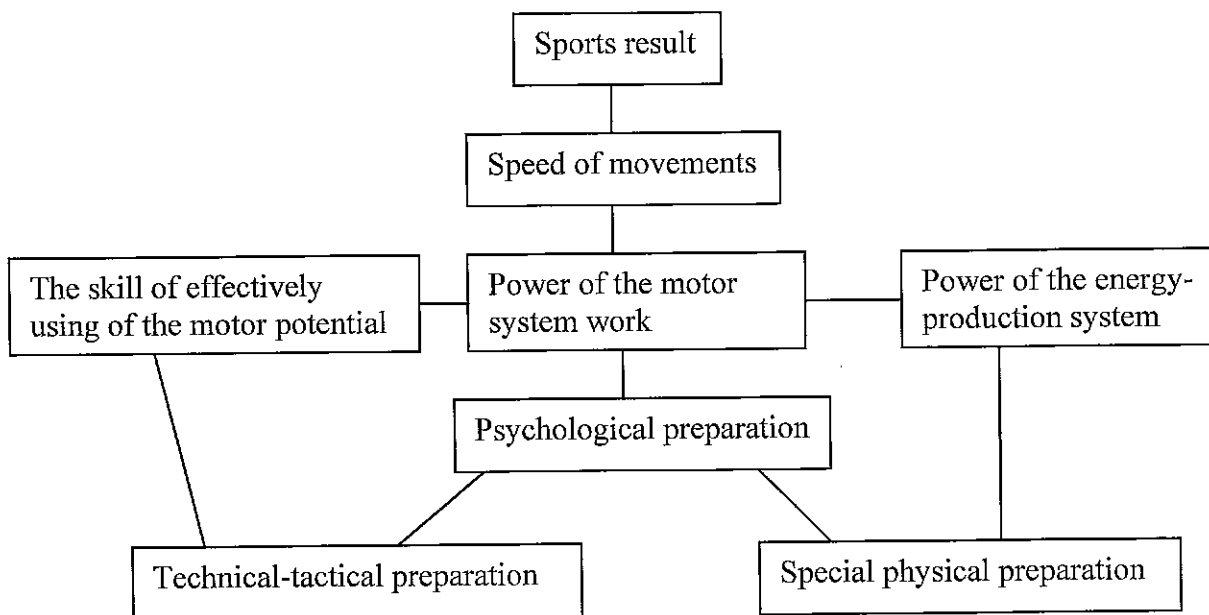 Sports result
Speed of movements
The skill of effectively
using of the motor potential
Power of the motor
system work
Power of the energy-
production system
Psychological preparation
Technical-tactical preparation
Special physical preparation